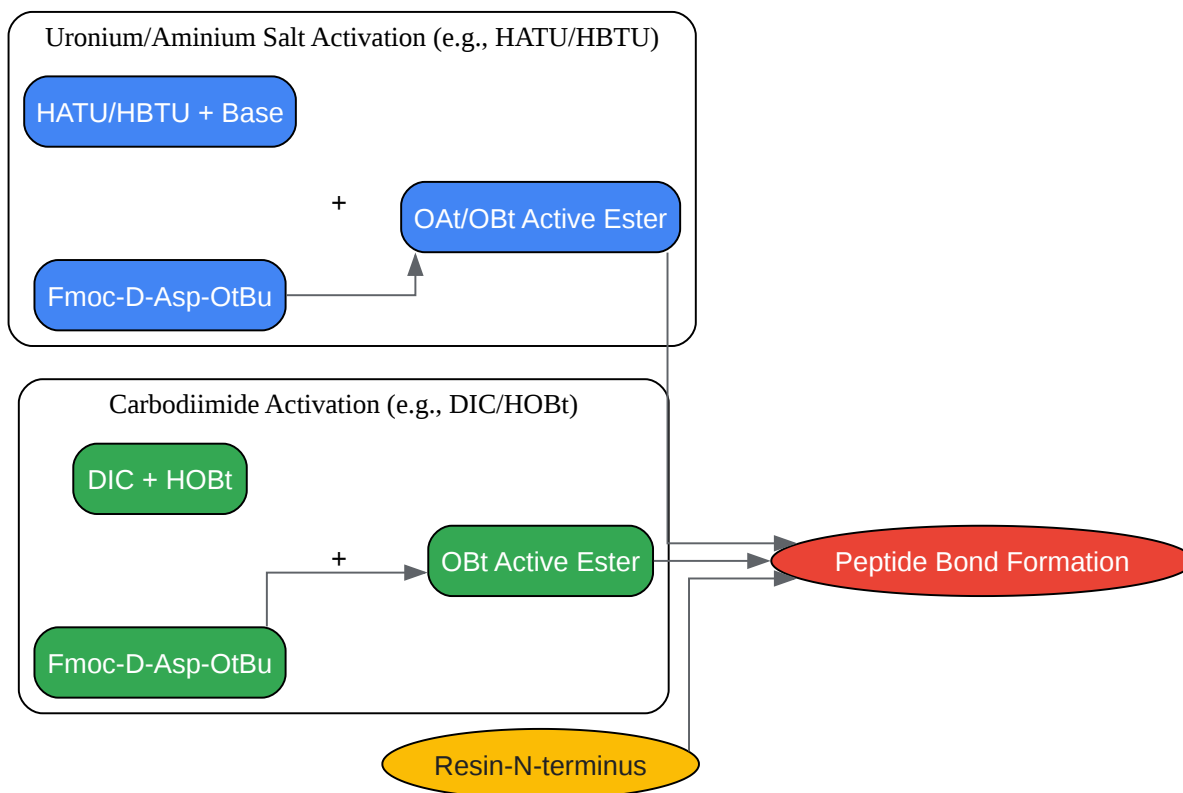 Uronium/Aminium Salt Activation (e.g., HATU/HBTU)
HATU/HBTU + Base
+
OAt/OBt Active Ester
Fmoc-D-Asp-OtBu
Carbodiimide Activation (e.g., DIC/HOBt)
DIC + HOBt
+
OBt Active Ester
Peptide Bond Formation
Fmoc-D-Asp-OtBu
Resin-N-terminus